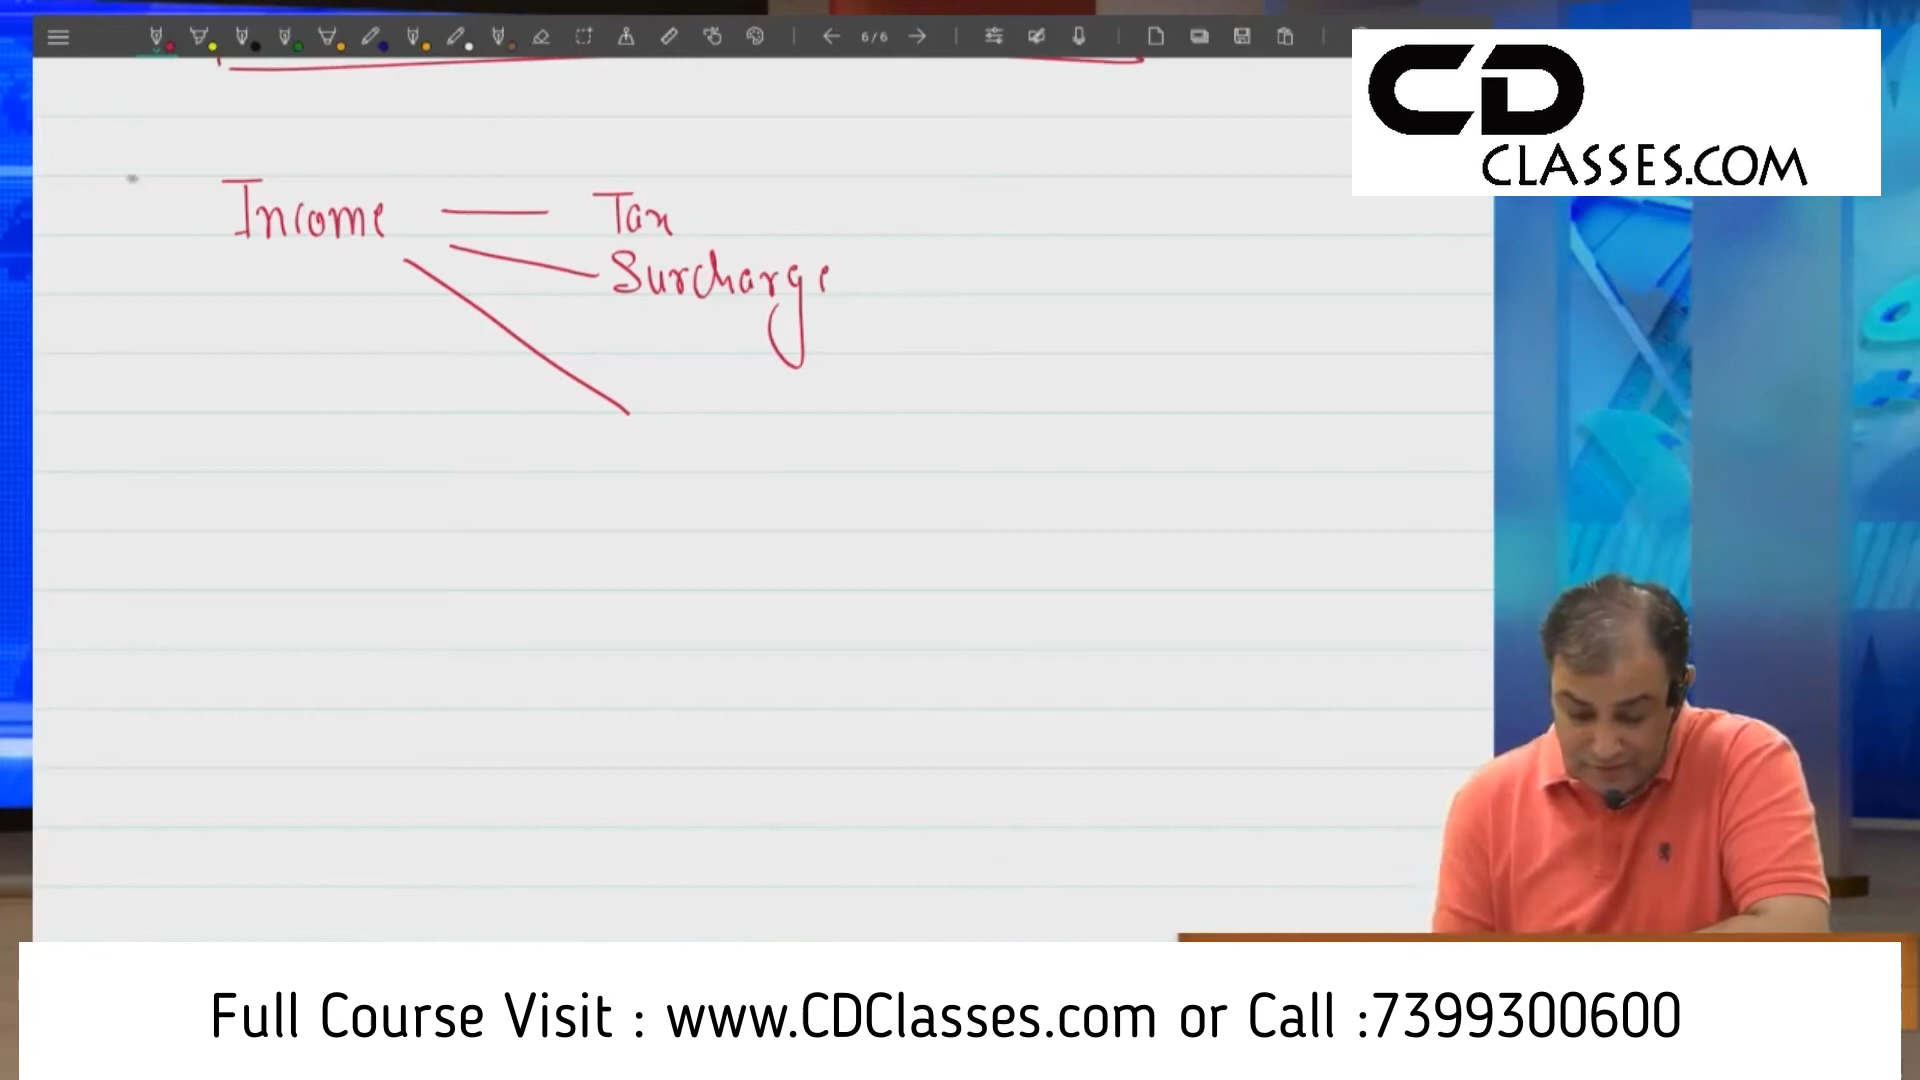 6/6
CD
CLASSES.COM
Income — Tax
Surcharge
Full Course Visit : www.CDClasses.com or Call :7399300600